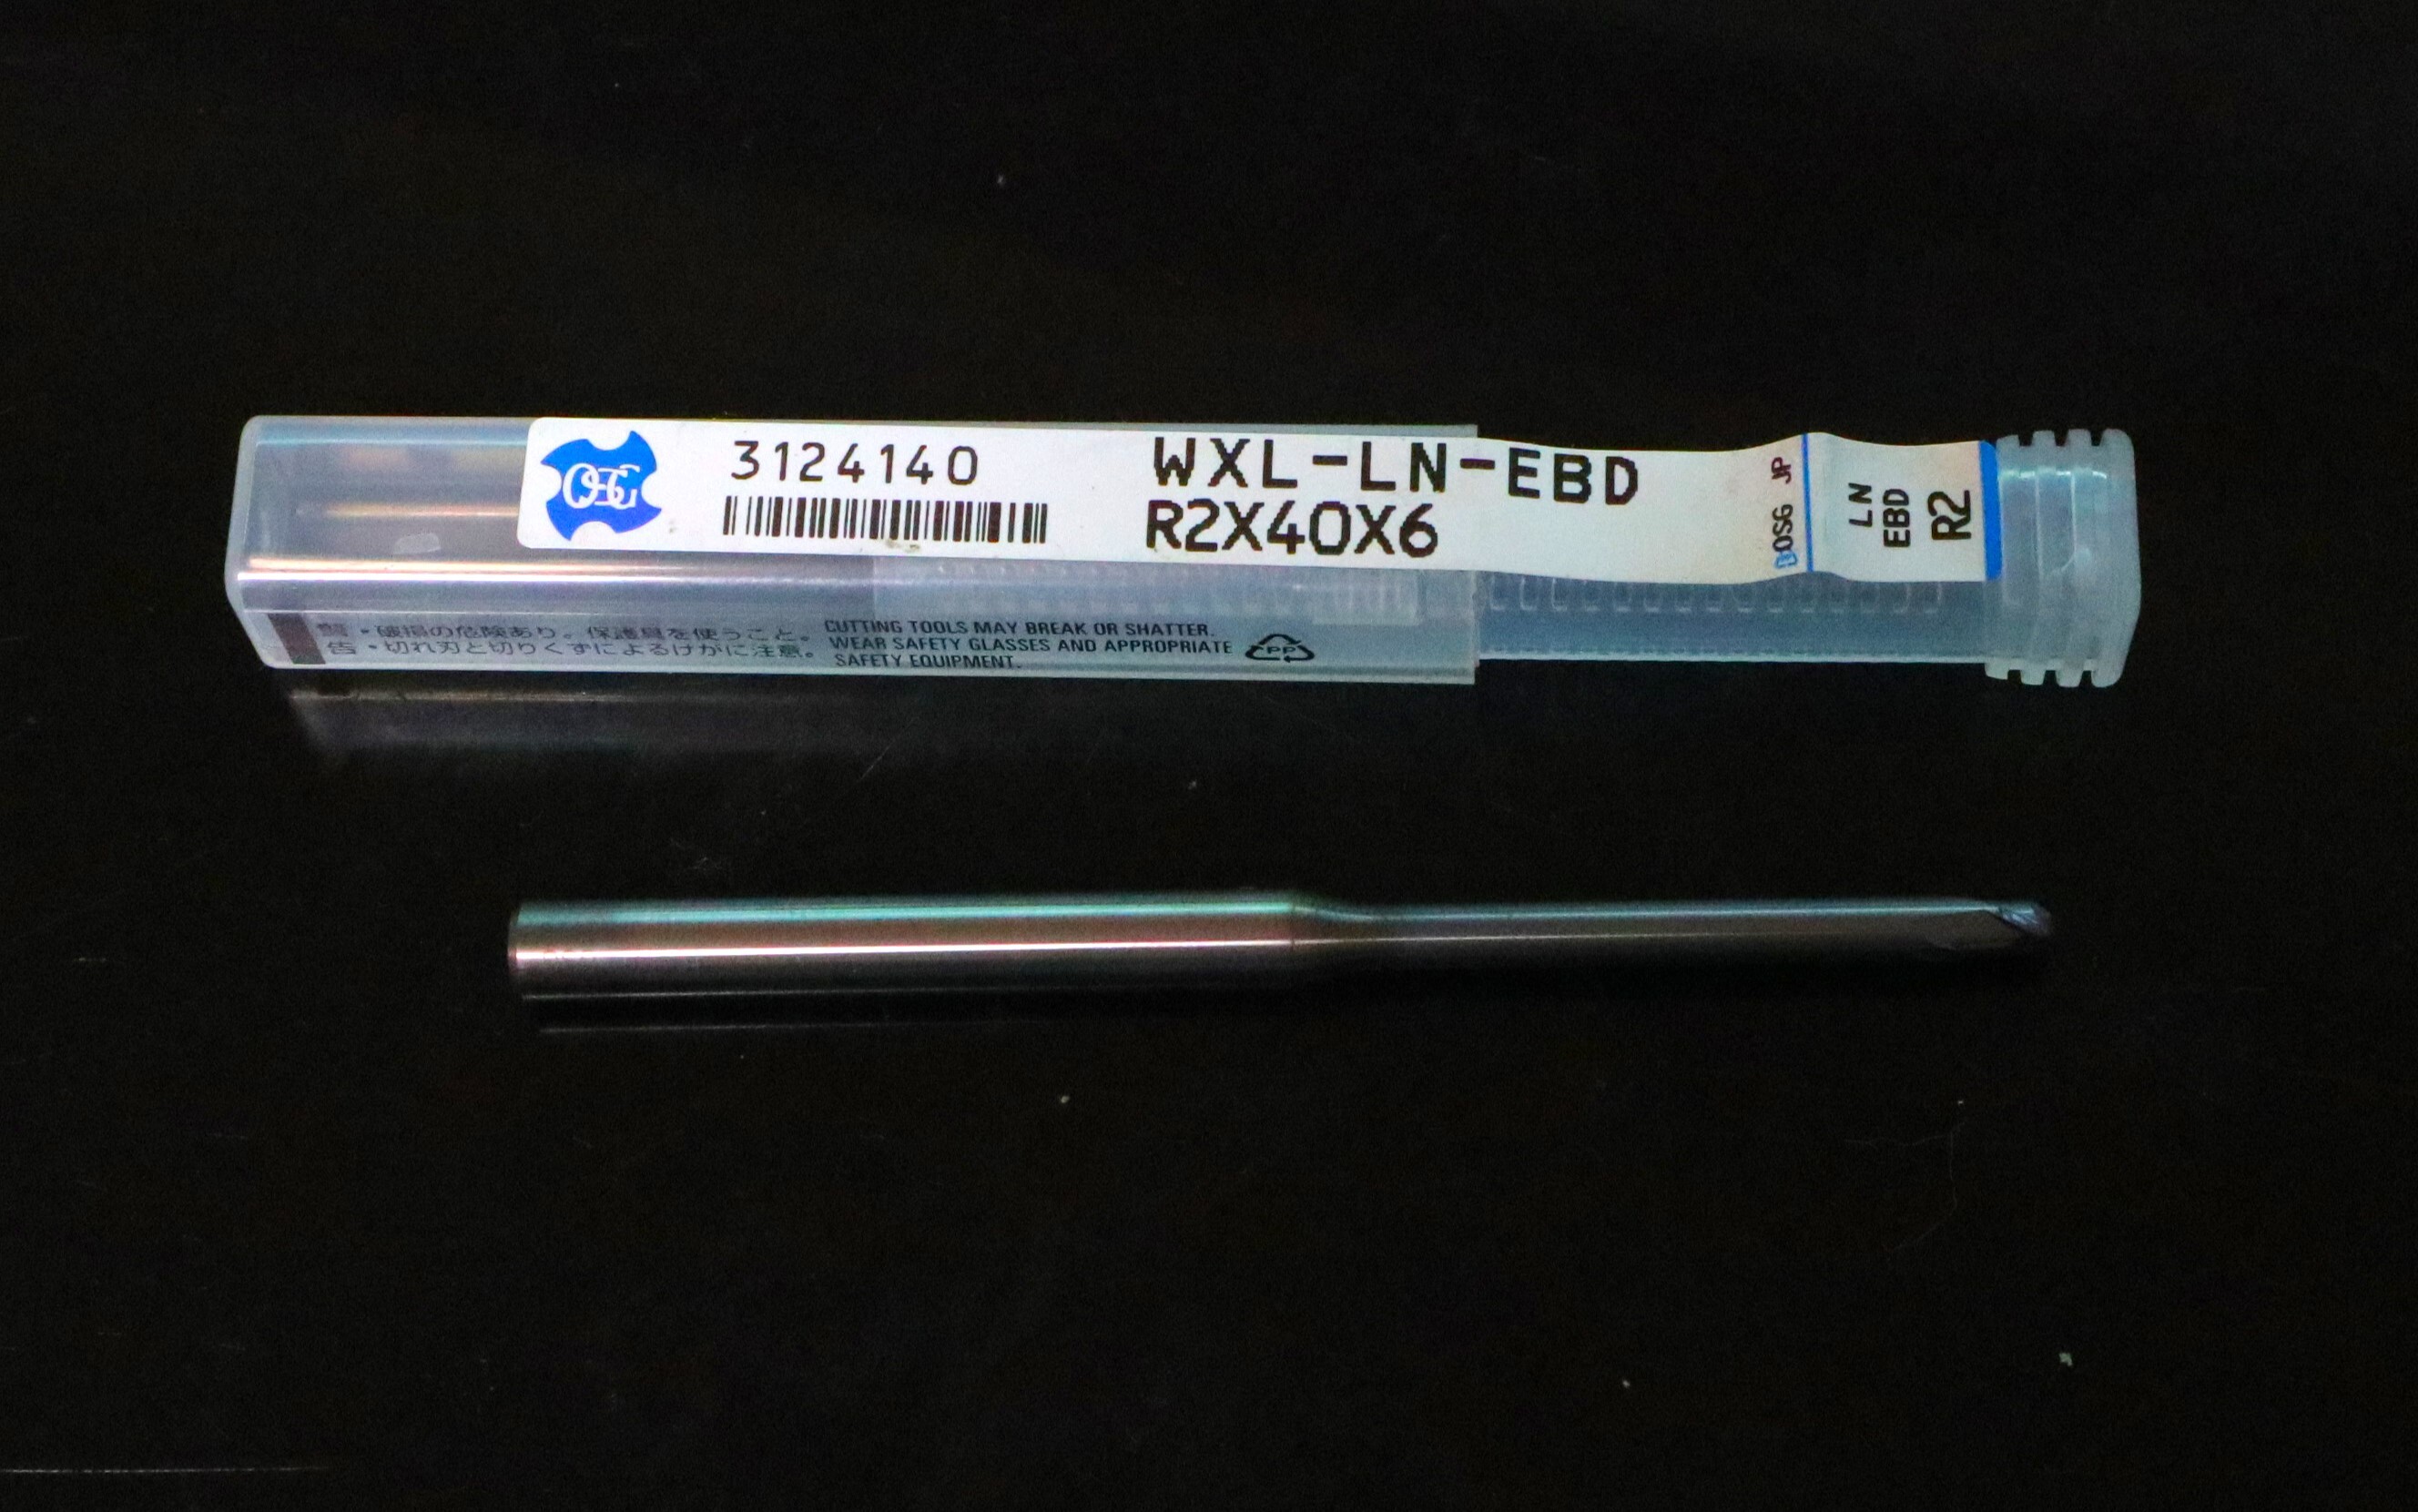 OSG
3124140
WXL-LN-EBD
R2X40X6
OSG JP
LN
EBD
R2
警・破損の危険あり。保護具を使うこと。
告・切れ刃と切りくずによるけがに注意。
CUTTING TOOLS MAY BREAK OR SHATTER.
WEAR SAFETY GLASSES AND APPROPRIATE
SAFETY EQUIPMENT.
PP